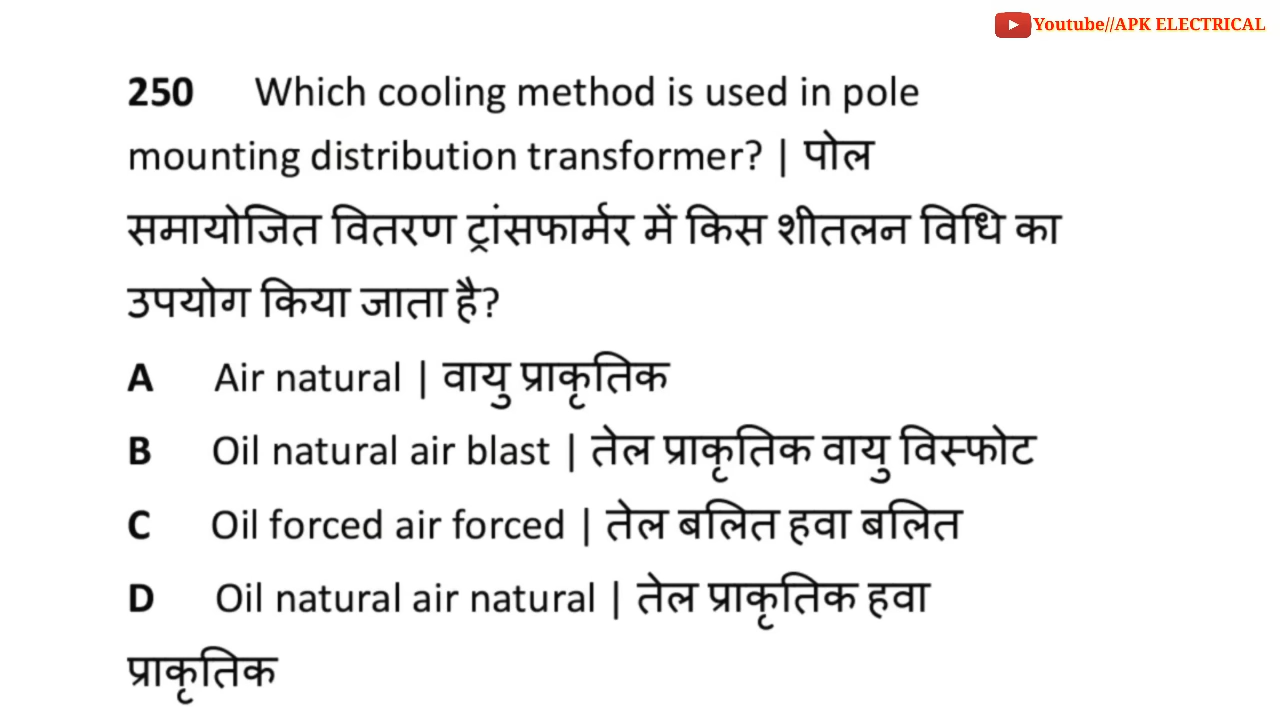 Youtube//APK ELECTRICAL
250 Which cooling method is used in pole
mounting distribution transformer? | पोल
समायोजित वितरण ट्रांसफार्मर में किस शीतलन विधि का
उपयोग किया जाता है?
A Air natural | वायु प्राकृतिक
B Oil natural air blast | तेल प्राकृतिक वायु विस्फोट
C Oil forced air forced | तेल बलित हवा बलित
D Oil natural air natural | तेल प्राकृतिक हवा
प्राकृतिक